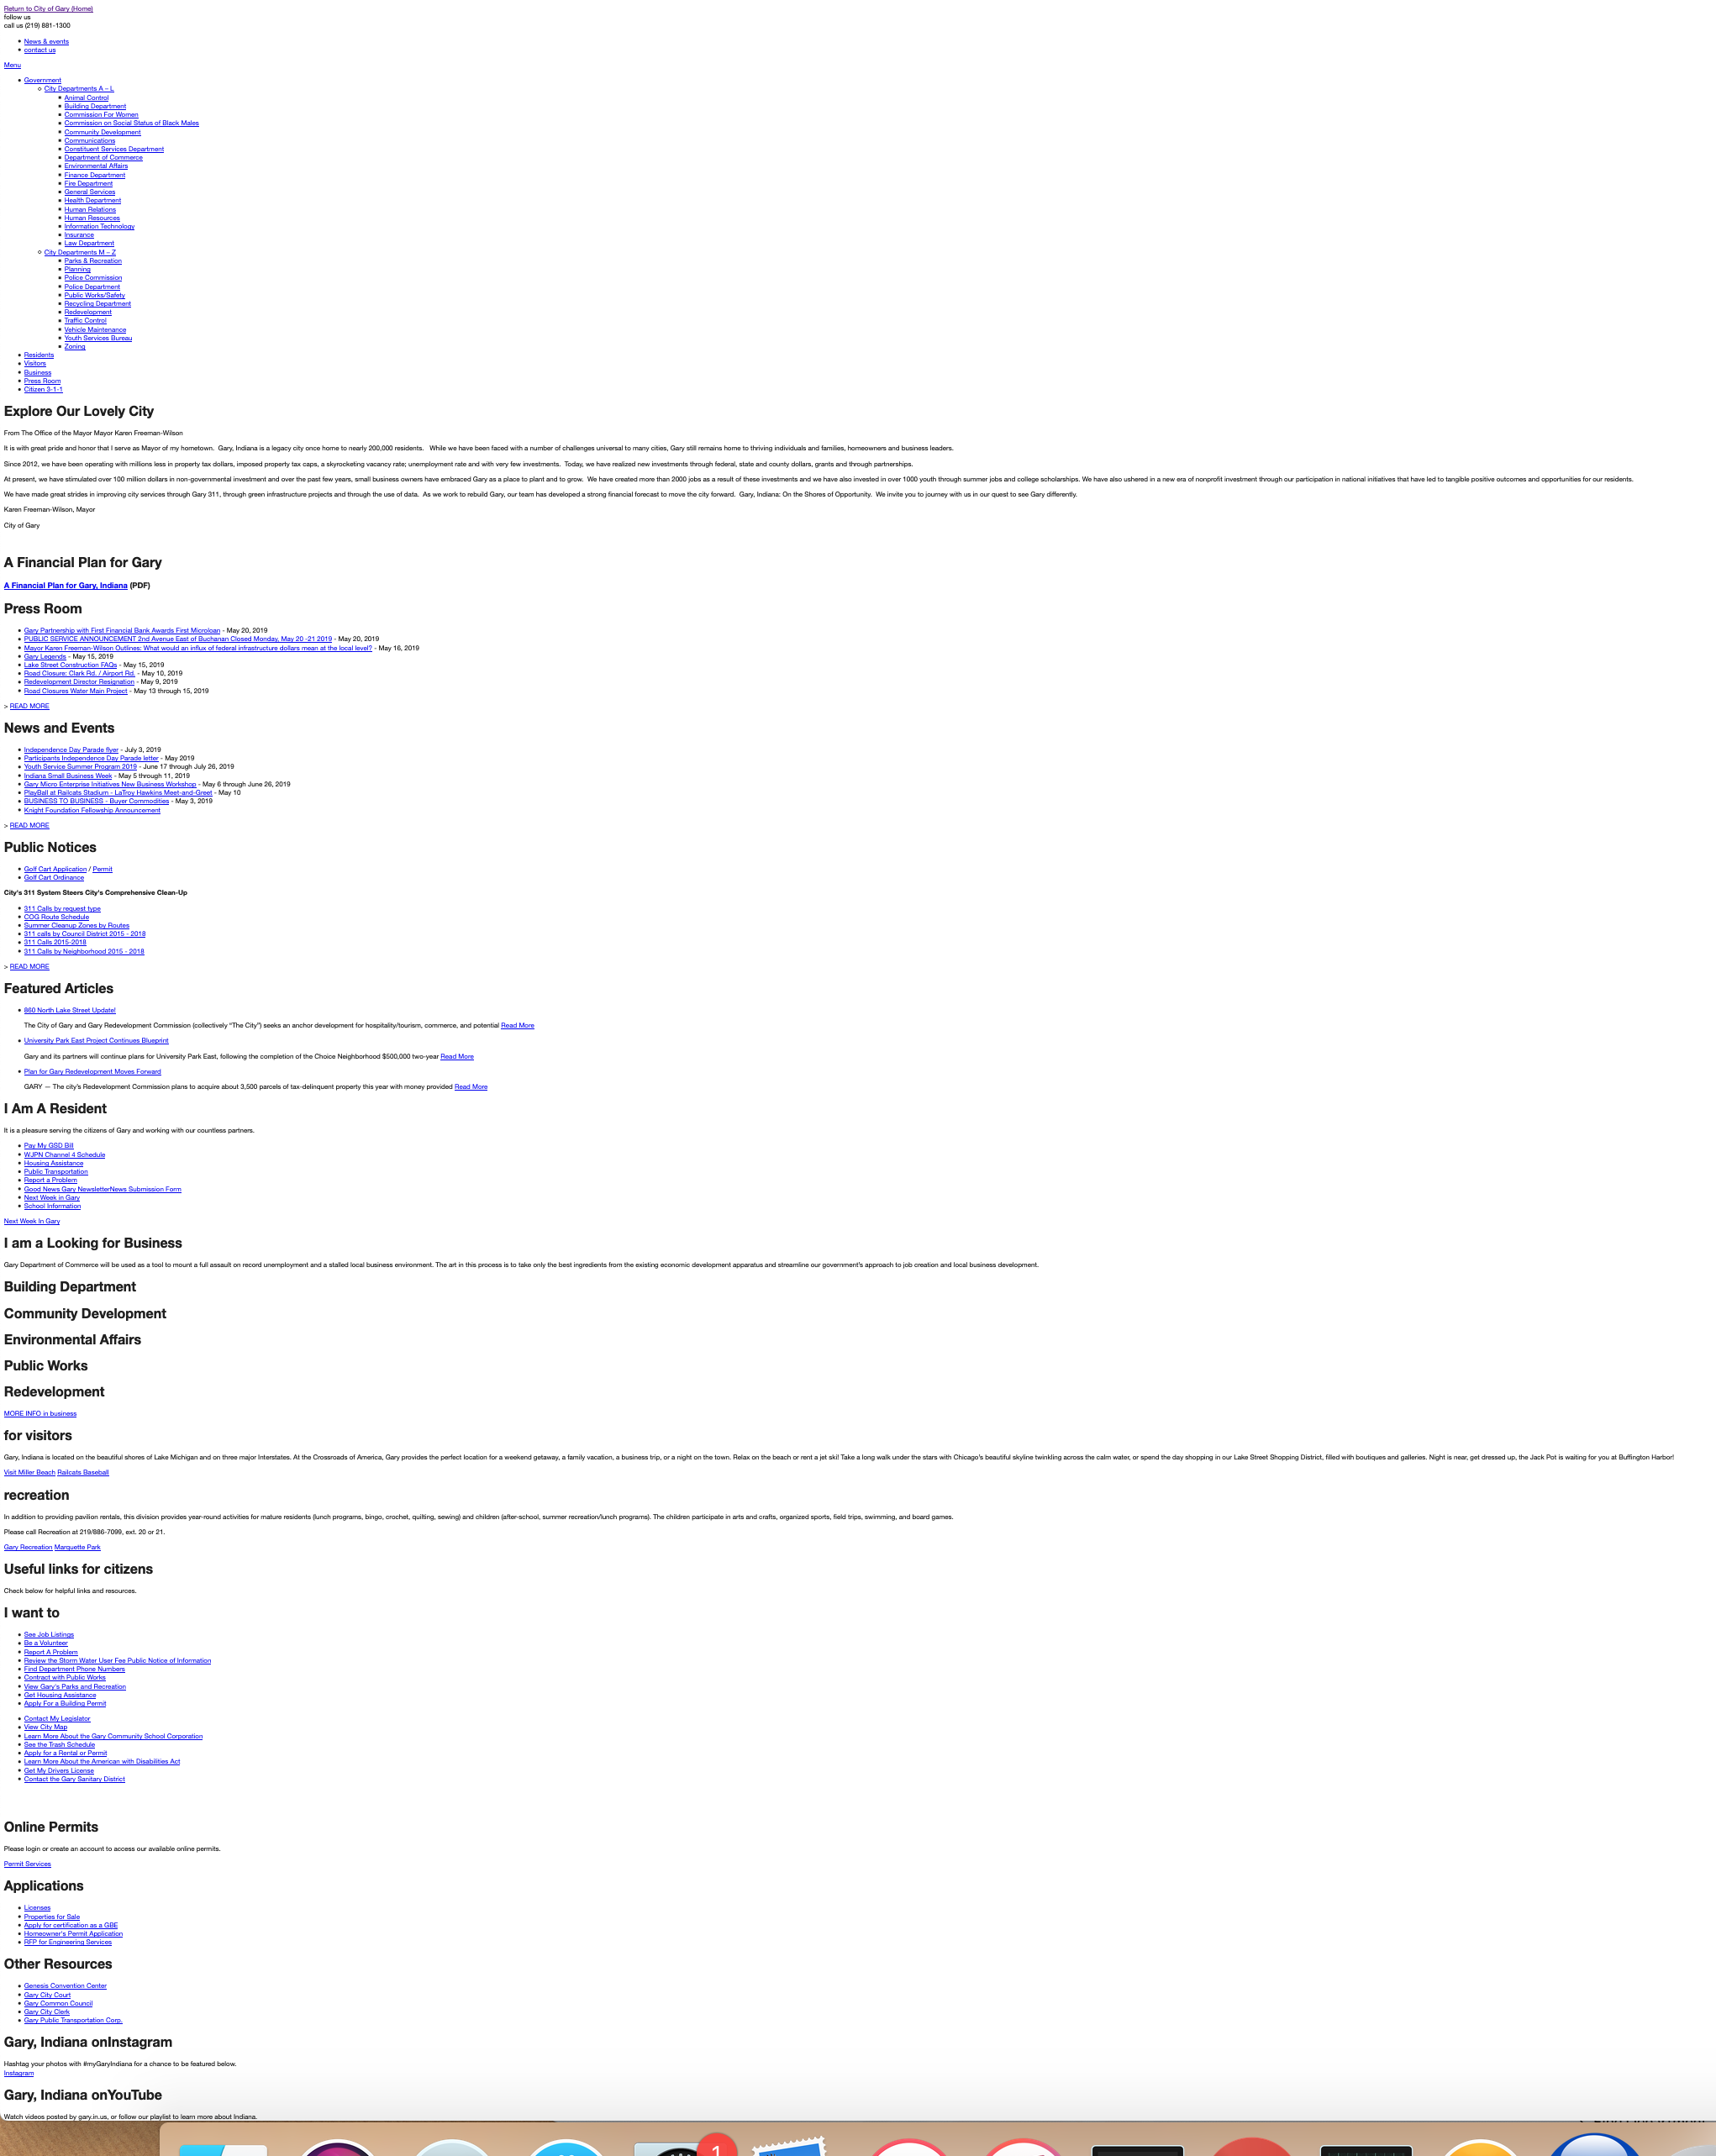 Return to City of Gary (Home)
follow us
call us (219) 881-1300
News & events
contact us
Menu
Government
City Departments A – L
Animal Control
Building Department
Commission For Women
Commission on Social Status of Black Males
Community Development
Communications
Constituent Services Department
Department of Commerce
Environmental Affairs
Finance Department
Fire Department
General Services
Health Department
Human Relations
Human Resources
Information Technology
Insurance
Law Department
City Departments M – Z
Parks & Recreation
Planning
Police Commission
Police Department
Public Works/Safety
Recycling Department
Redevelopment
Traffic Control
Vehicle Maintenance
Youth Services Bureau
Zoning
Residents
Visitors
Business
Press Room
Citizen 3-1-1
Explore Our Lovely City
From The Office of the Mayor Mayor Karen Freeman-Wilson
It is with great pride and honor that I serve as Mayor of my hometown. Gary, Indiana is a legacy city once home to nearly 200,000 residents. While we have been faced with a number of challenges universal to many cities, Gary still remains home to thriving individuals and families, homeowners and business leaders.
Since 2012, we have been operating with millions less in property tax dollars, imposed property tax caps, a skyrocketing vacancy rate; unemployment rate and with very few investments. Today, we have realized new investments through federal, state and county dollars, grants and through partnerships.
At present, we have stimulated over 100 million dollars in non-governmental investment and over the past few years, small business owners have embraced Gary as a place to plant and to grow. We have created more than 2000 jobs as a result of these investments and we have also invested in over 1000 youth through summer jobs and college scholarships. We have also ushered in a new era of nonprofit investment through our participation in national initiatives that have led to tangible positive outcomes and opportunities for our residents.
We have made great strides in improving city services through Gary 311, through green infrastructure projects and through the use of data. As we work to rebuild Gary, our team has developed a strong financial forecast to move the city forward. Gary, Indiana: On the Shores of Opportunity. We invite you to journey with us in our quest to see Gary differently.
Karen Freeman-Wilson, Mayor
City of Gary
A Financial Plan for Gary
A Financial Plan for Gary, Indiana (PDF)
Press Room
Gary Partnership with First Financial Bank Awards First Microloan - May 20, 2019
PUBLIC SERVICE ANNOUNCEMENT 2nd Avenue East of Buchanan Closed Monday, May 20 -21 2019 - May 20, 2019
Mayor Karen Freeman-Wilson Outlines: What would an influx of federal infrastructure dollars mean at the local level? - May 16, 2019
Gary Legends - May 15, 2019
Lake Street Construction FAQs - May 15, 2019
Road Closure: Clark Rd. / Airport Rd. - May 10, 2019
Redevelopment Director Resignation - May 9, 2019
Road Closures Water Main Project - May 13 through 15, 2019
> READ MORE
News and Events
Independence Day Parade flyer - July 3, 2019
Participants Independence Day Parade letter - May 2019
Youth Service Summer Program 2019 - June 17 through July 26, 2019
Indiana Small Business Week - May 5 through 11, 2019
Gary Micro Enterprise Initiatives New Business Workshop - May 6 through June 26, 2019
PlayBall at Railcats Stadium - LaTroy Hawkins Meet-and-Greet - May 10
BUSINESS TO BUSINESS - Buyer Commodities - May 3, 2019
Knight Foundation Fellowship Announcement
> READ MORE
Public Notices
Golf Cart Application / Permit
Golf Cart Ordinance
City's 311 System Steers City's Comprehensive Clean-Up
311 Calls by request type
COG Route Schedule
Summer Cleanup Zones by Routes
311 calls by Council District 2015 - 2018
311 Calls 2015-2018
311 Calls by Neighborhood 2015 - 2018
> READ MORE
Featured Articles
860 North Lake Street Update!
The City of Gary and Gary Redevelopment Commission (collectively "The City") seeks an anchor development for hospitality/tourism, commerce, and potential Read More
University Park East Project Continues Blueprint
Gary and its partners will continue plans for University Park East, following the completion of the Choice Neighborhood $500,000 two-year Read More
Plan for Gary Redevelopment Moves Forward
GARY — The city's Redevelopment Commission plans to acquire about 3,500 parcels of tax-delinquent property this year with money provided Read More
I Am A Resident
It is a pleasure serving the citizens of Gary and working with our countless partners.
Pay My GSD Bill
WJPN Channel 4 Schedule
Housing Assistance
Public Transportation
Report a Problem
Good News Gary NewsletterNews Submission Form
Next Week in Gary
School Information
Next Week In Gary
I am a Looking for Business
Gary Department of Commerce will be used as a tool to mount a full assault on record unemployment and a stalled local business environment. The art in this process is to take only the best ingredients from the existing economic development apparatus and streamline our government's approach to job creation and local business development.
Building Department
Community Development
Environmental Affairs
Public Works
Redevelopment
MORE INFO in business
for visitors
Gary, Indiana is located on the beautiful shores of Lake Michigan and on three major Interstates. At the Crossroads of America, Gary provides the perfect location for a weekend getaway, a family vacation, a business trip, or a night on the town. Relax on the beach or rent a jet ski! Take a long walk under the stars with Chicago's beautiful skyline twinkling across the calm water, or spend the day shopping in our Lake Street Shopping District, filled with boutiques and galleries. Night is near, get dressed up, the Jack Pot is waiting for you at Buffington Harbor!
Visit Miller Beach Railcats Baseball
recreation
In addition to providing pavilion rentals, this division provides year-round activities for mature residents (lunch programs, bingo, crochet, quilting, sewing) and children (after-school, summer recreation/lunch programs). The children participate in arts and crafts, organized sports, field trips, swimming, and board games.
Please call Recreation at 219/886-7099, ext. 20 or 21.
Gary Recreation Marquette Park
Useful links for citizens
Check below for helpful links and resources.
I want to
See Job Listings
Be a Volunteer
Report A Problem
Review the Storm Water User Fee Public Notice of Information
Find Department Phone Numbers
Contract with Public Works
View Gary's Parks and Recreation
Get Housing Assistance
Apply For a Building Permit
Contact My Legislator
View City Map
Learn More About the Gary Community School Corporation
See the Trash Schedule
Apply for a Rental or Permit
Learn More About the American with Disabilities Act
Get My Drivers License
Contact the Gary Sanitary District
Online Permits
Please login or create an account to access our available online permits.
Permit Services
Applications
Licenses
Properties for Sale
Apply for certification as a GBE
Homeowner's Permit Application
RFP for Engineering Services
Other Resources
Genesis Convention Center
Gary City Court
Gary Common Council
Gary City Clerk
Gary Public Transportation Corp.
Gary, Indiana onInstagram
Hashtag your photos with #myGaryIndiana for a chance to be featured below.
Instagram
Gary, Indiana onYouTube
Watch videos posted by gary.in.us, or follow our playlist to learn more about Indiana.
1